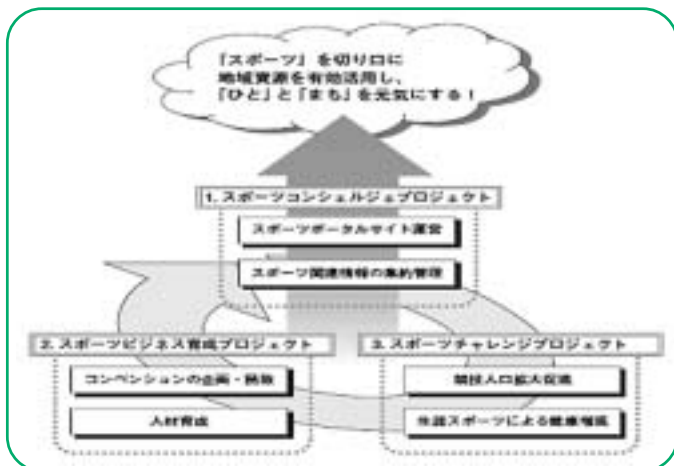 「スポーツ」を切り口に
地域資源を有効活用し、
「ひと」と「まち」を元気にする！
1. スポーツコンシェルジュプロジェクト
スポーツポータルサイト運営
スポーツ関連情報の集約管理
2. スポーツビジネス育成プロジェクト
コンベンションの企画・
人材育成
3. スポーツチャレンジプロジェクト
競技人口拡大促進
生涯スポーツによる健康増進